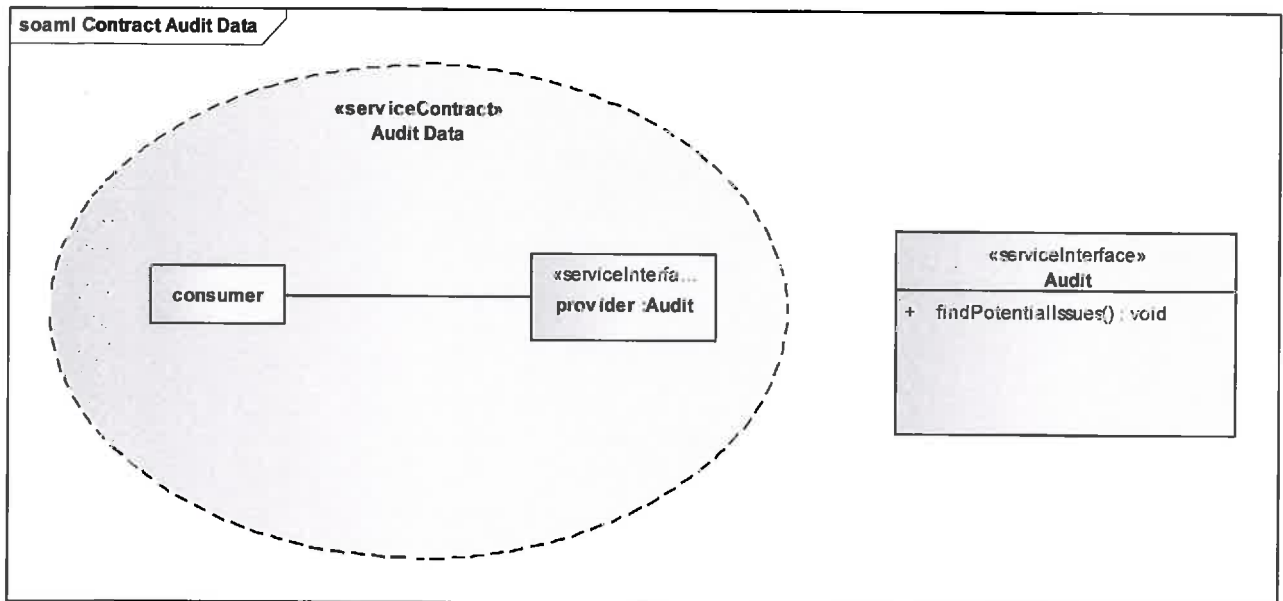 soaml Contract Audit Data
«serviceContract»
Audit Data
consumer
«serviceInterfa...
provider :Audit
«serviceInterface»
Audit
+ findPotentialIssues() : void